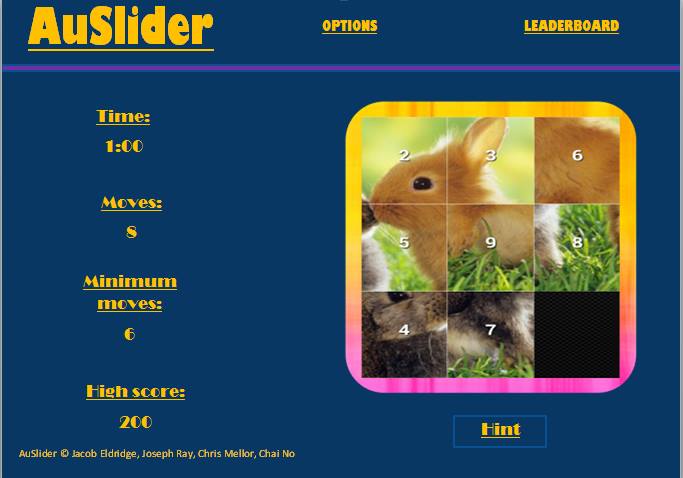 AuSlider
OPTIONS
LEADERBOARD
Time:
1:00
Moves:
8
Minimum
moves:
6
High score:
200
2 3 6
5 9 8
4 7
Hint
AuSlider © Jacob Eldridge, Joseph Ray, Chris Mellor, Chai No